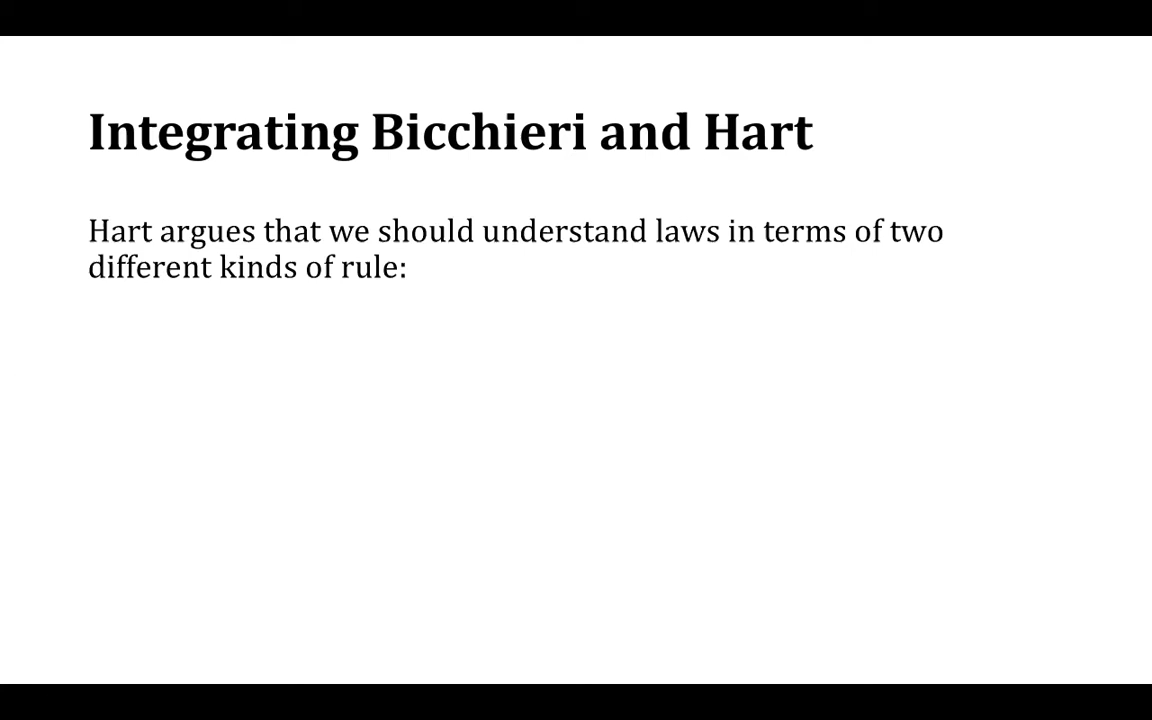 Integrating Bicchieri and Hart
Hart argues that we should understand laws in terms of two
different kinds of rule: